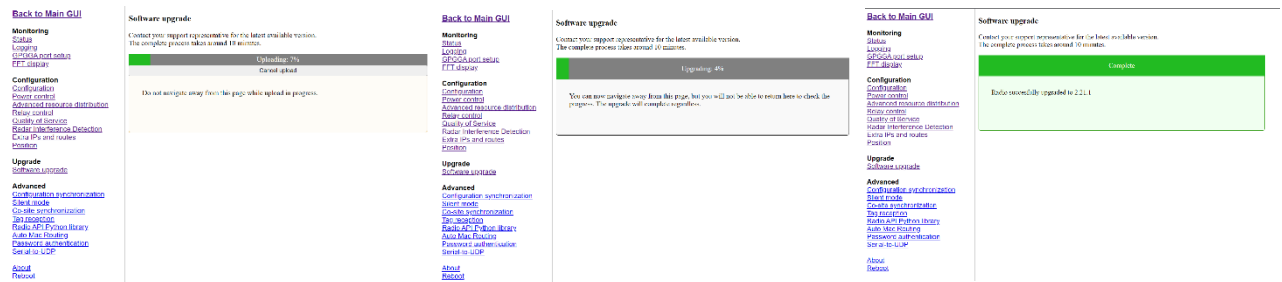 Back to Main GUI
Monitoring
Status
Logging
GPGGA port setup
FFT display
Configuration
Configuration
Power control
Advanced resource distribution
Relay control
Quality of Service
Radar Interference Detection
Extra IPs and routes
Position
Upgrade
Software upgrade
Advanced
Configuration synchronization
Silent mode
Co-site synchronization
Tag reception
Radio API Python library
Auto Mac Routing
Password authentication
Serial-to-UDP
About
Reboot
Software upgrade
Contact your support representative for the latest available version.
The complete process takes around 10 minutes.
Uploading: 7%
Cancel upload
Do not navigate away from this page while upload in progress.
Back to Main GUI
Monitoring
Status
Logging
GPGGA port setup
FFT display
Configuration
Configuration
Power control
Advanced resource distribution
Relay control
Quality of Service
Radar Interference Detection
Extra IPs and routes
Position
Upgrade
Software upgrade
Advanced
Configuration synchronization
Silent mode
Co-site synchronization
Tag reception
Radio API Python library
Auto Mac Routing
Password authentication
Serial-to-UDP
About
Reboot
Software upgrade
Contact your support representative for the latest available version.
The complete process takes around 10 minutes.
Upgrading: 4%
You can now navigate away from this page, but you will not be able to return here to check the
progress. The upgrade will complete regardless.
Back to Main GUI
Monitoring
Status
Logging
GPGGA port setup
FFT display
Configuration
Configuration
Power control
Advanced resource distribution
Relay control
Quality of Service
Radar Interference Detection
Extra IPs and routes
Position
Upgrade
Software upgrade
Advanced
Configuration synchronization
Silent mode
Co-site synchronization
Tag reception
Radio API Python library
Auto Mac Routing
Password authentication
Serial-to-UDP
About
Reboot
Software upgrade
Contact your support representative for the latest available version.
The complete process takes around 10 minutes.
Complete
Radio successfully upgraded to